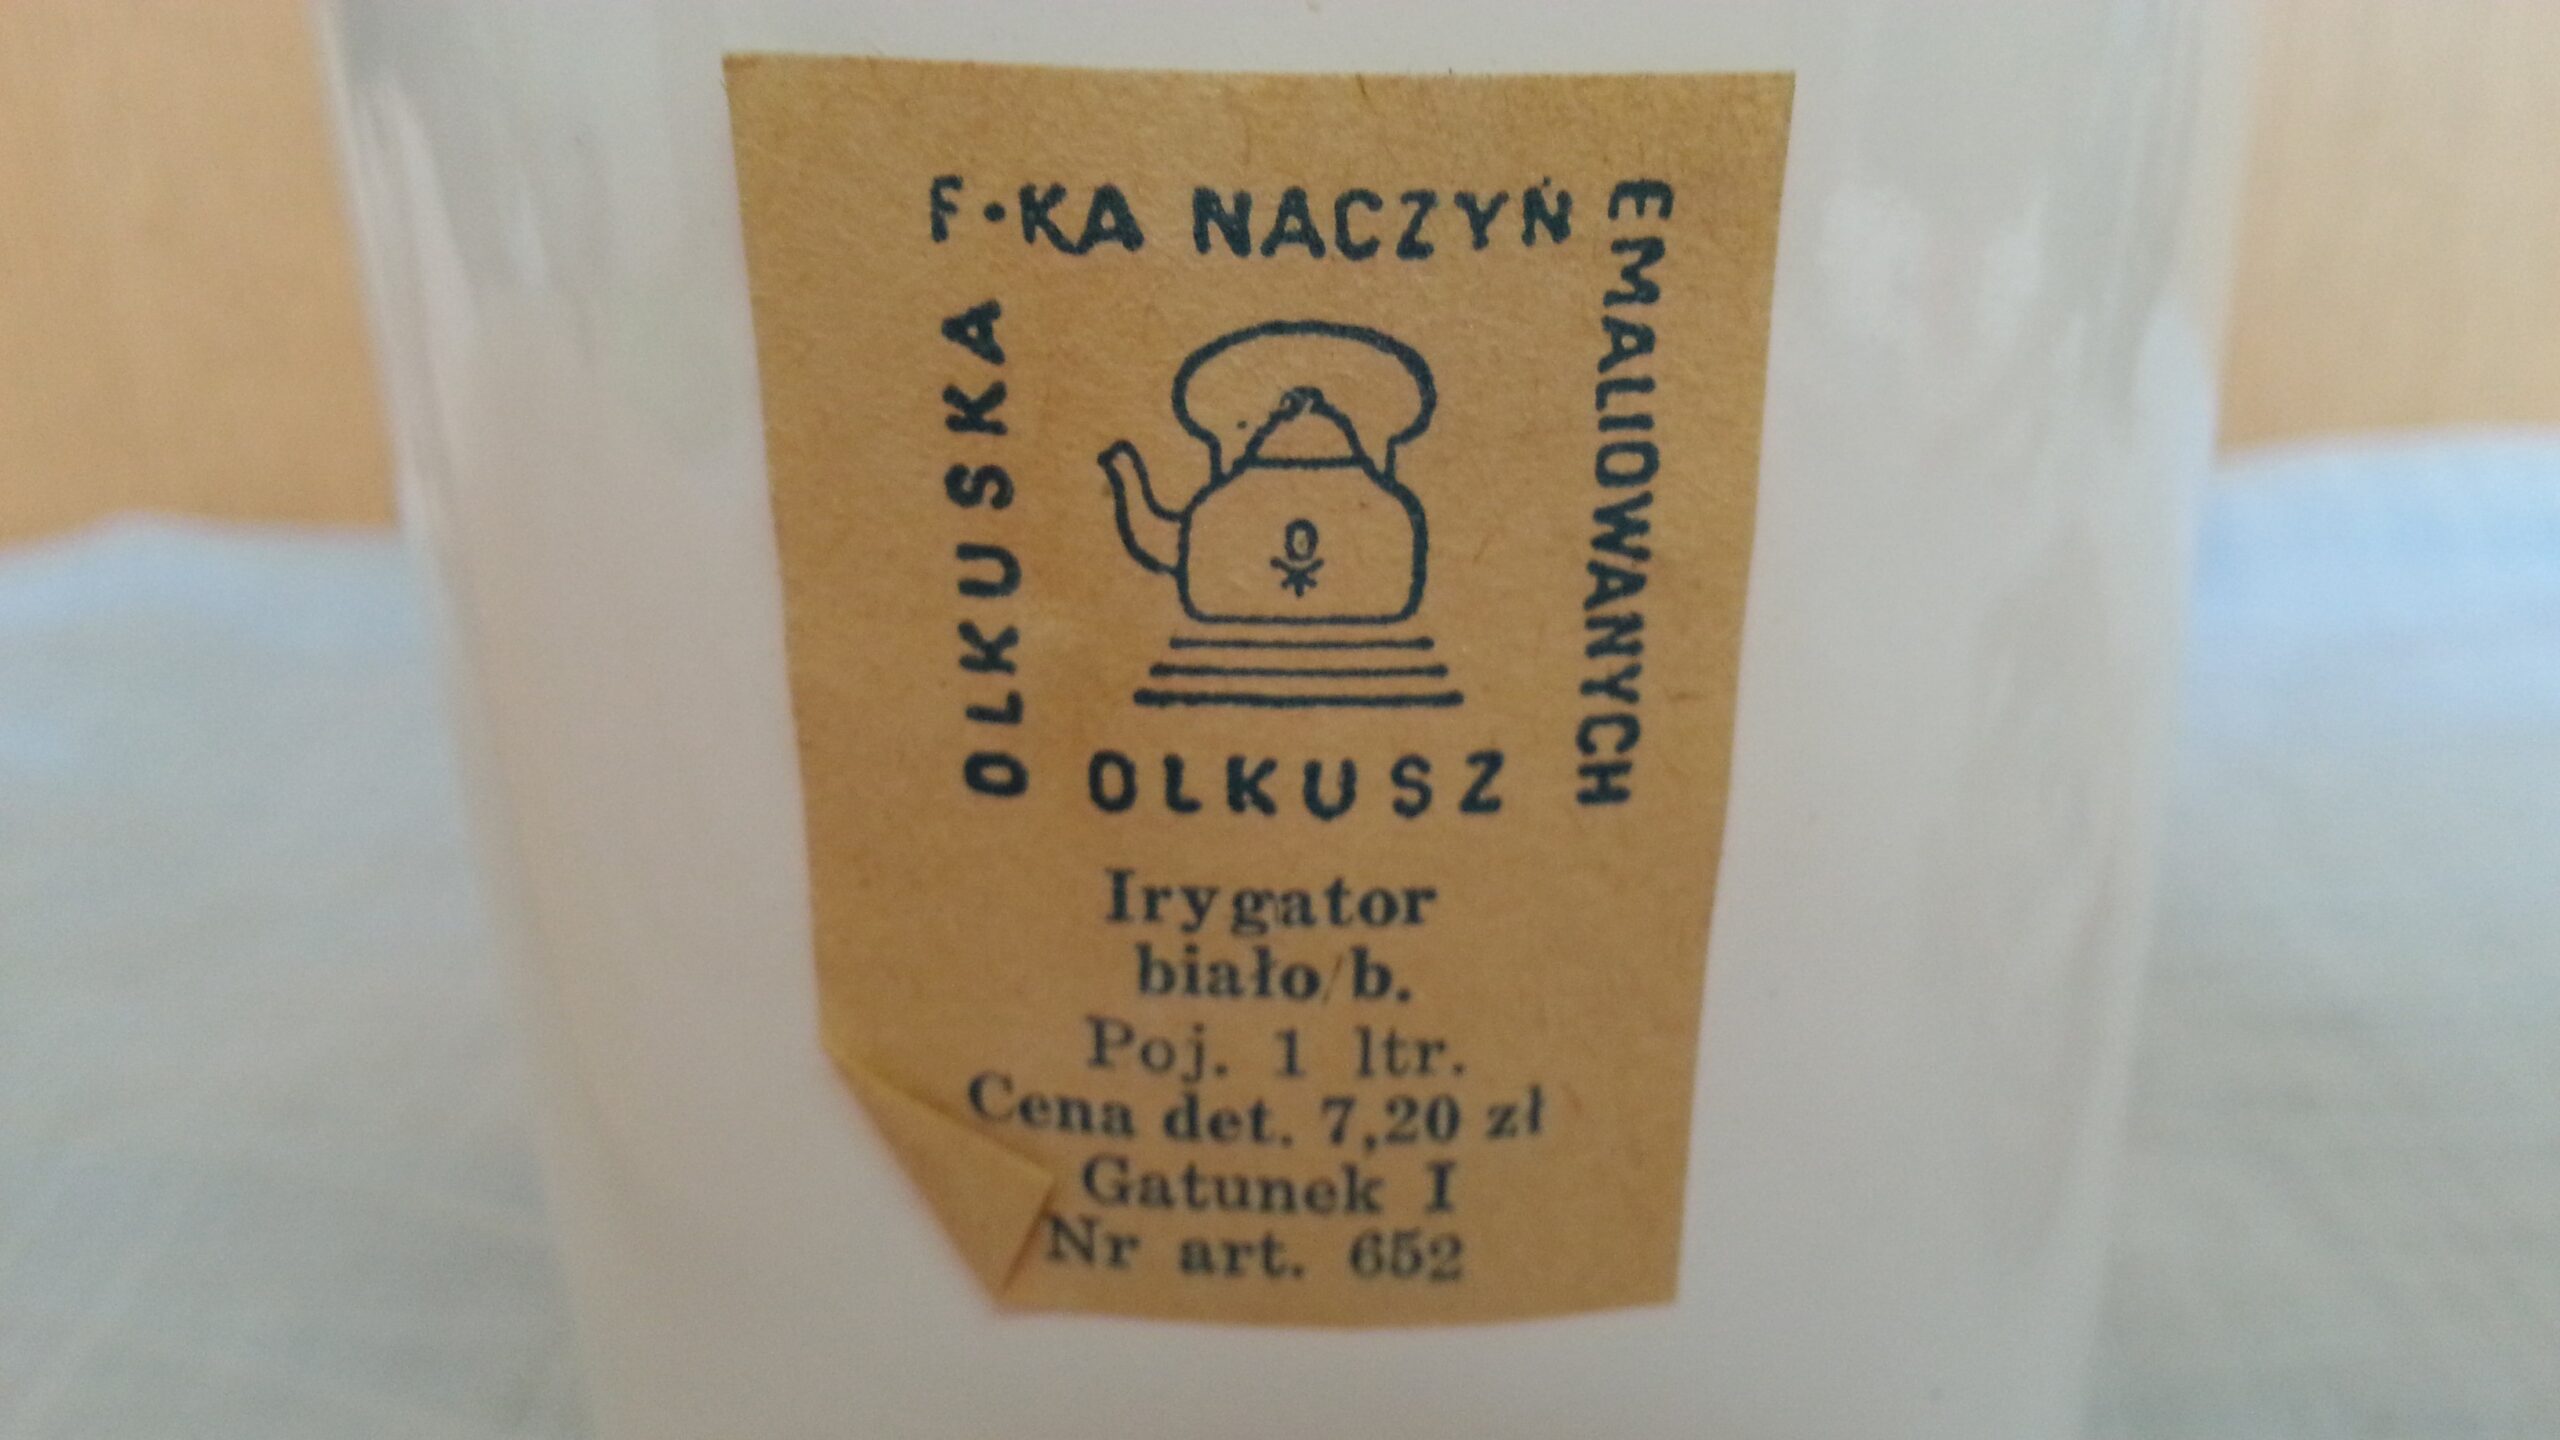 OLKUSKA
F·KA NACZYŃ
EMALIOWANYCH
OLKUSZ
Irygator
biało/b.
Poj. 1 ltr.
Cena det. 7,20 zł
Gatunek I
Nr art. 652